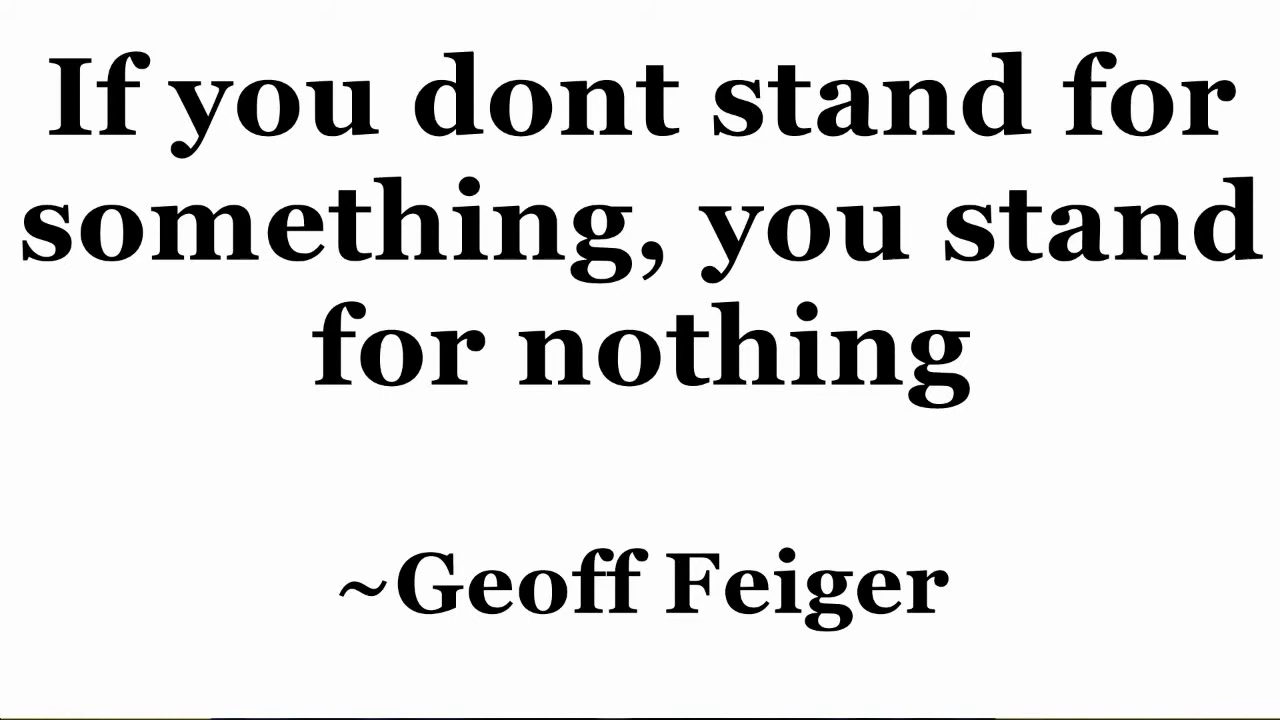 If you dont stand for
something, you stand
for nothing
~Geoff Feiger